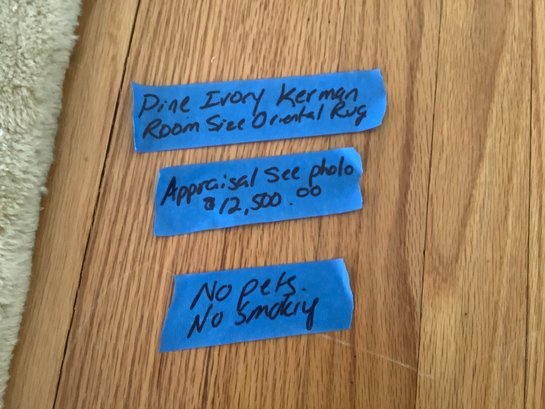 Pine Ivory Kerman
Room Size Oriental Rug
Appraisal See photo
$12,500.00
No pets.
No Smoking